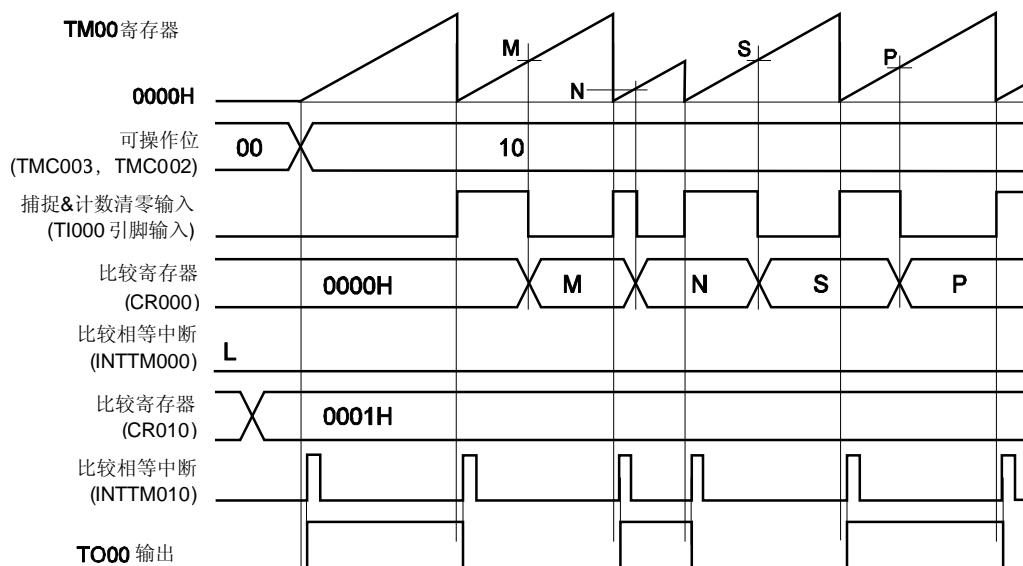 TM00寄存器
M
S
P
N
0000H
可操作位
(TMC003，TMC002)
00
10
捕捉&计数清零输入
(TI000 引脚输入)
比较寄存器
(CR000)
0000H
M
N
S
P
比较相等中断
(INTTM000)
L
比较寄存器
(CR010)
0001H
比较相等中断
(INTTM010)
TO00 输出